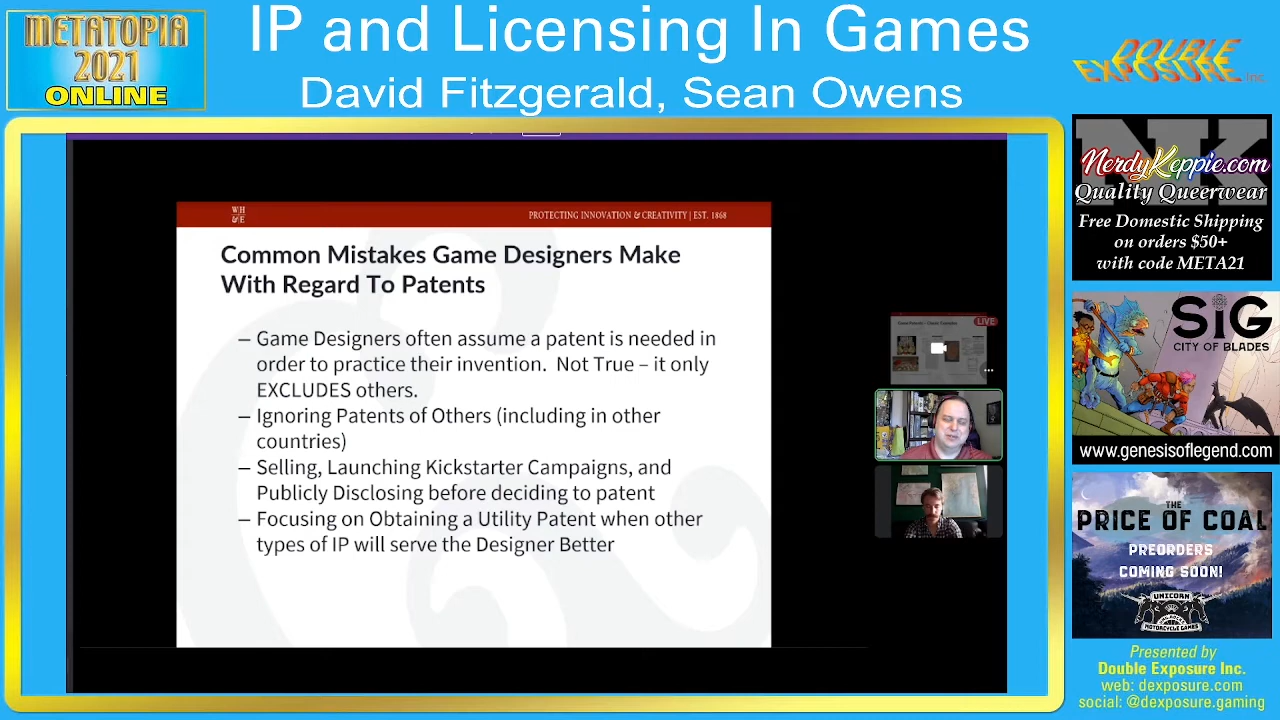 METATOPIA
2021
ONLINE
IP and Licensing In Games
David Fitzgerald, Sean Owens
DOUBLE
EXPOSURE Inc.
WH
&E
PROTECTING INNOVATION & CREATIVITY | EST. 1868
Common Mistakes Game Designers Make
With Regard To Patents
– Game Designers often assume a patent is needed in
order to practice their invention. Not True – it only
EXCLUDES others.
– Ignoring Patents of Others (including in other
countries)
– Selling, Launching Kickstarter Campaigns, and
Publicly Disclosing before deciding to patent
– Focusing on Obtaining a Utility Patent when other
types of IP will serve the Designer Better
LIVE
NK
NerdyKeppie.com
Quality Queerwear
Free Domestic Shipping
on orders $50+
with code META21
SIG
CITY OF BLADES
www.genesisoflegend.com
THE
PRICE OF COAL
PREORDERS
COMING SOON!
UNICORN
MOTORCYCLE GAMES
Presented by
Double Exposure Inc.
web: dexposure.com
social: @dexposure.gaming